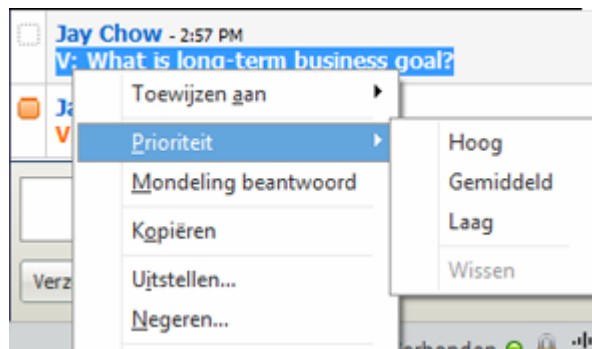 Jay Chow - 2:57 PM
V: What is long-term business goal?
Toewijzen aan
Prioriteit
Hoog
Mondeling beantwoord
Gemiddeld
Laag
Kopiëren
Wissen
Uitstellen...
Negeren...